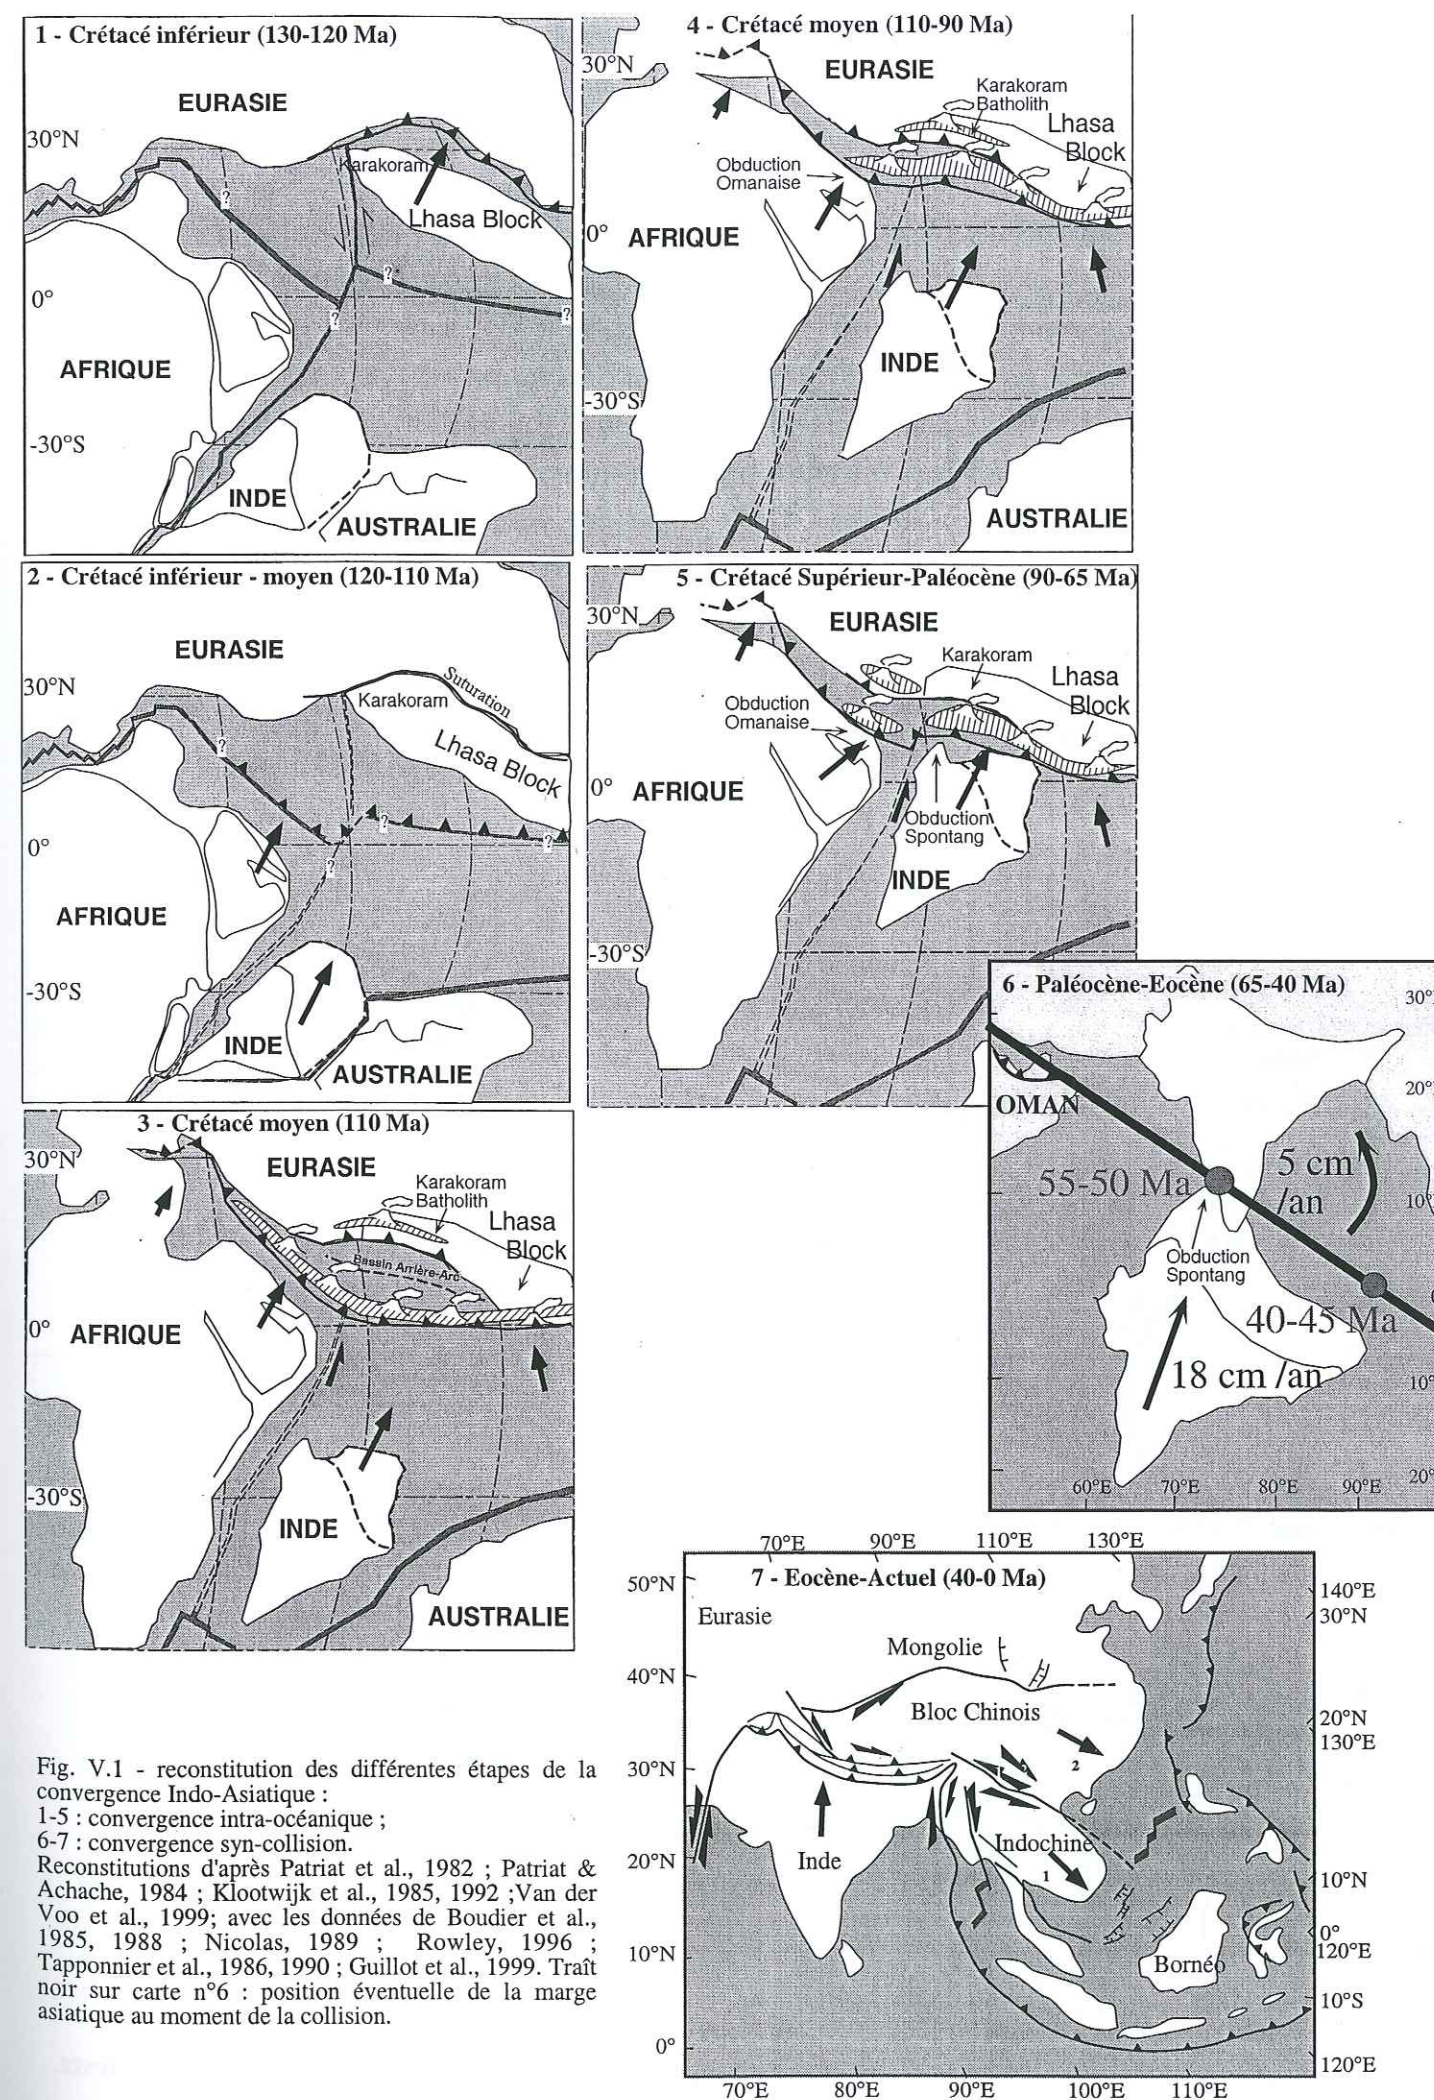 1 - Crétacé inférieur (130-120 Ma)
EURASIE
30°N
Karakoram
?
Lhasa Block
?
0°
?
?
AFRIQUE
-30°S
INDE
AUSTRALIE
2 - Crétacé inférieur - moyen (120-110 Ma)
EURASIE
30°N
Karakoram
Suturation
?
Lhasa Block
?
0°
?
?
AFRIQUE
-30°S
INDE
AUSTRALIE
3 - Crétacé moyen (110 Ma)
30°N
EURASIE
Karakoram
Batholith
Lhasa
Block
Bassin Arrière-Arc
0°
AFRIQUE
-30°S
INDE
AUSTRALIE
4 - Crétacé moyen (110-90 Ma)
30°N
EURASIE
Karakoram
Batholith
Lhasa
Block
Obduction
Omanaise
0°
AFRIQUE
INDE
-30°S
AUSTRALIE
5 - Crétacé Supérieur-Paléocène (90-65 Ma)
30°N
EURASIE
Karakoram
Lhasa
Block
Obduction
Omanaise
0°
AFRIQUE
Obduction
Spontang
INDE
-30°S
6 - Paléocène-Eocène (65-40 Ma)
30°
20°
OMAN
55-50 Ma
5 cm
/an
10°
Obduction
Spontang
40-45 Ma
18 cm /an
10°
20°
60°E
70°E
80°E
90°E
70°E
90°E
110°E
130°E
7 - Eocène-Actuel (40-0 Ma)
50°N
140°E
30°N
Eurasie
Mongolie
40°N
Bloc Chinois
20°N
130°E
30°N
2
Indochine
20°N
Inde
1
10°N
0°
120°E
10°N
Bornéo
10°S
0°
120°E
70°E
80°E
90°E
100°E
110°E
Fig. V.1 - reconstitution des différentes étapes de la
convergence Indo-Asiatique :
1-5 : convergence intra-océanique ;
6-7 : convergence syn-collision.
Reconstitutions d'après Patriat et al., 1982 ; Patriat &
Achache, 1984 ; Klootwijk et al., 1985, 1992 ;Van der
Voo et al., 1999; avec les données de Boudier et al.,
1985, 1988 ; Nicolas, 1989 ; Rowley, 1996 ;
Tapponnier et al., 1986, 1990 ; Guillot et al., 1999. Traît
noir sur carte n°6 : position éventuelle de la marge
asiatique au moment de la collision.